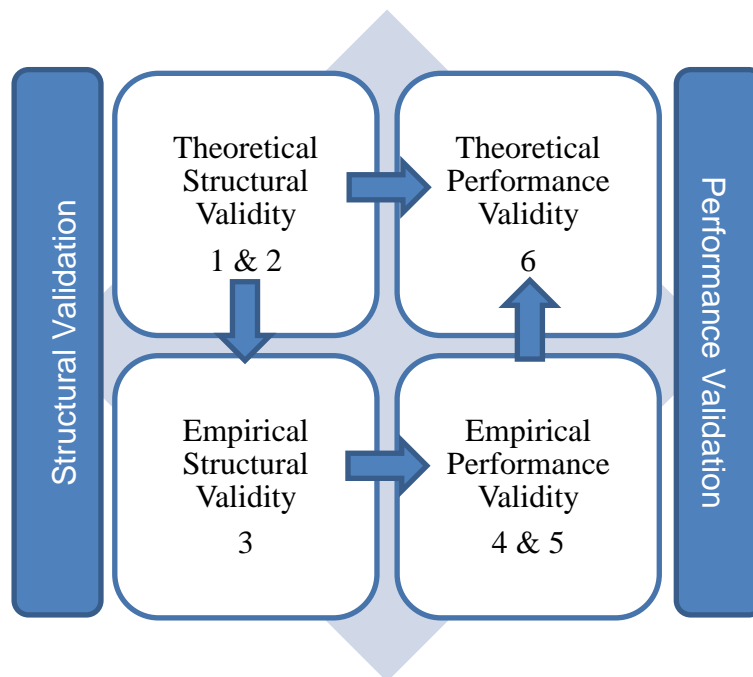 Structural Validation
Theoretical
Structural
Validity
1 & 2
Theoretical
Performance
Validity
6
Empirical
Structural
Validity
3
Empirical
Performance
Validity
4 & 5
Performance Validation